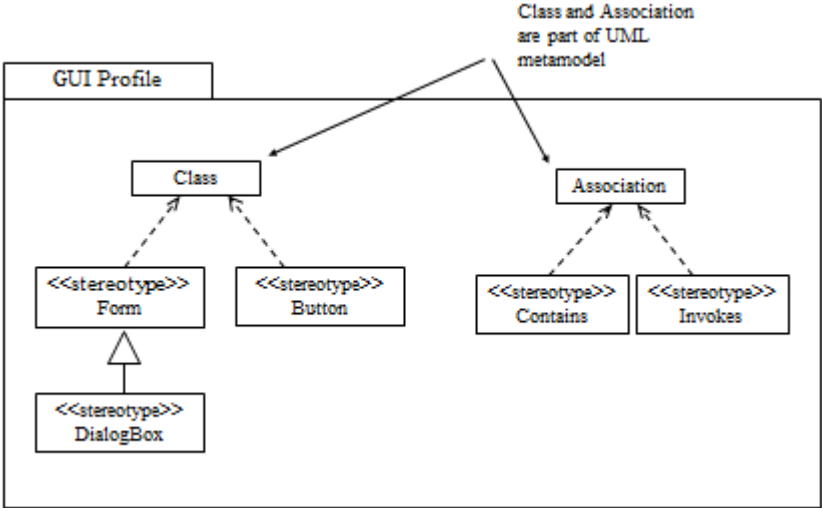 Class and Association
are part of UML
metamodel
GUI Profile
Class
Association
<<stereotype>>
Form
<<stereotype>>
Button
<<stereotype>>
Contains
<<stereotype>>
Invokes
<<stereotype>>
DialogBox